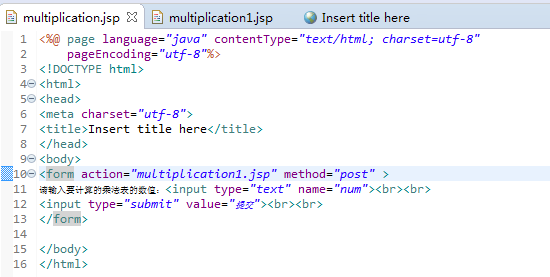 multiplication.jsp multiplication1.jsp Insert title here
1 <%@ page language="java" contentType="text/html; charset=utf-8"
2 pageEncoding="utf-8"%>
3 <!DOCTYPE html>
4 <html>
5 <head>
6 <meta charset="utf-8">
7 <title>Insert title here</title>
8 </head>
9 <body>
10 <form action="multiplication1.jsp" method="post" >
11 请输入要计算的乘法表的数值：<input type="text" name="num"><br><br>
12 <input type="submit" value="提交"><br><br>
13 </form>
14
15 </body>
16 </html>